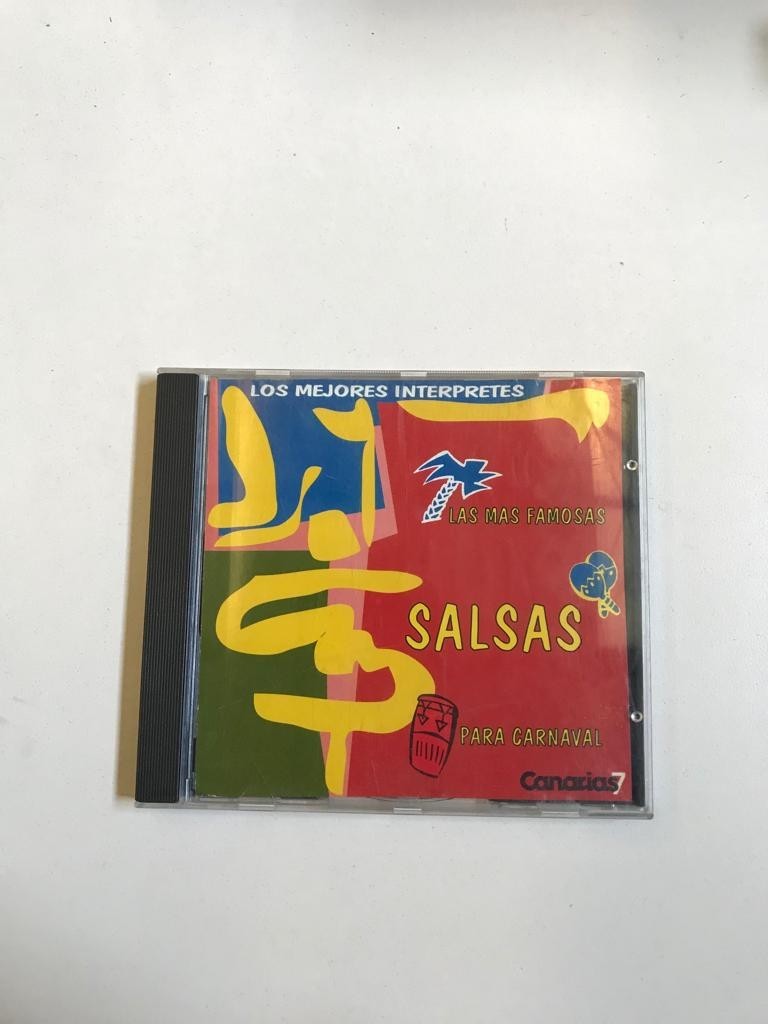 LOS MEJORES INTERPRETES
LAS MAS FAMOSAS
SALSAS
PARA CARNAVAL
Canarias7